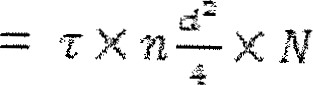 = τ × n d²/4 × N